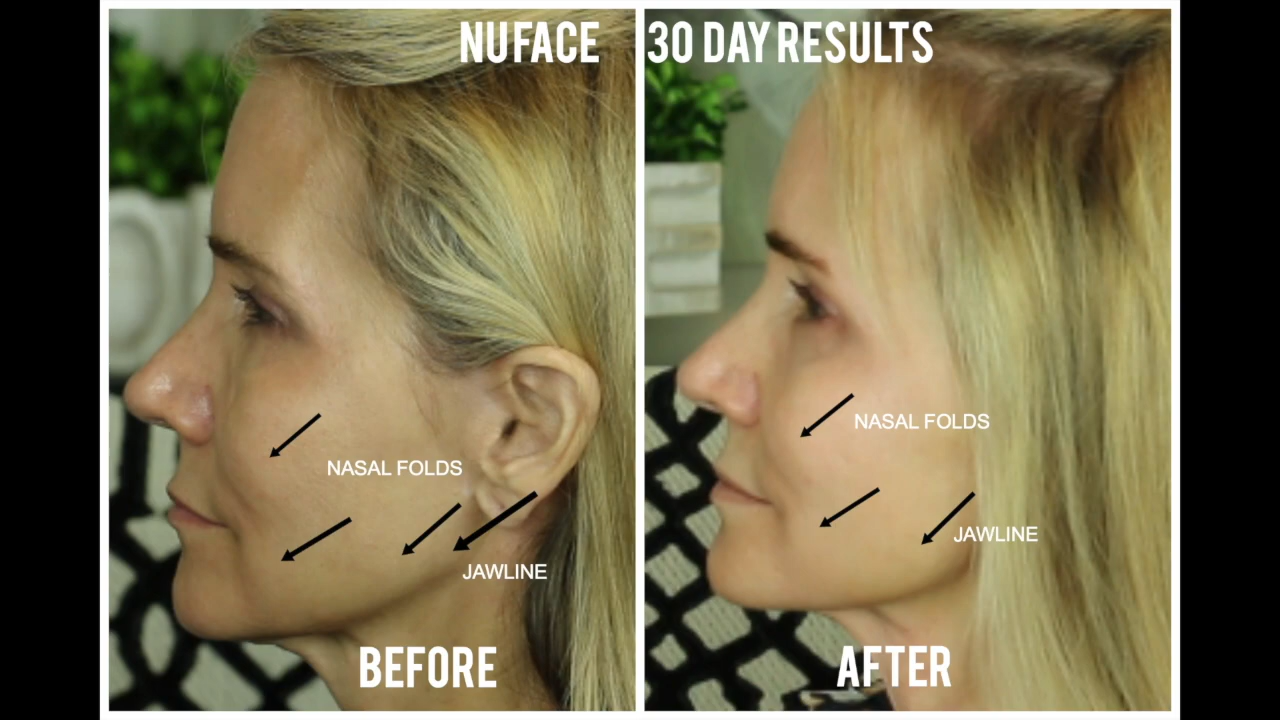 NUFACE 30 DAY RESULTS
NASAL FOLDS
JAWLINE
BEFORE
NASAL FOLDS
JAWLINE
AFTER